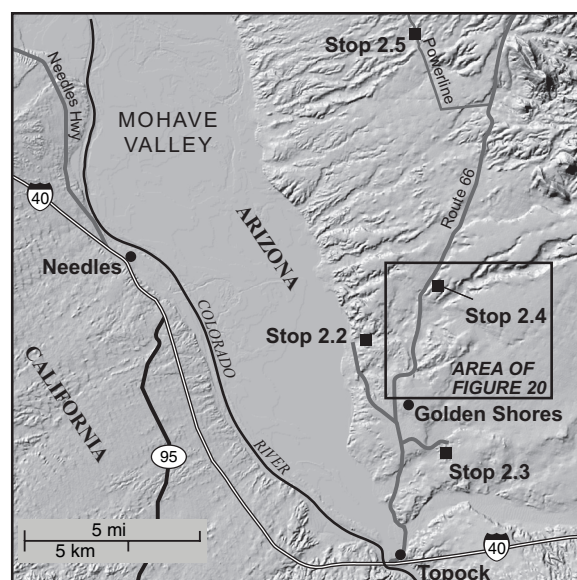 Stop 2.5
Needles Hwy
Powerline
MOHAVE
VALLEY
Route 66
40
ARIZONA
Needles
COLORADO
Stop 2.4
Stop 2.2
CALIFORNIA
AREA OF
FIGURE 20
Golden Shores
RIVER
95
Stop 2.3
5 mi
5 km
40
Topock